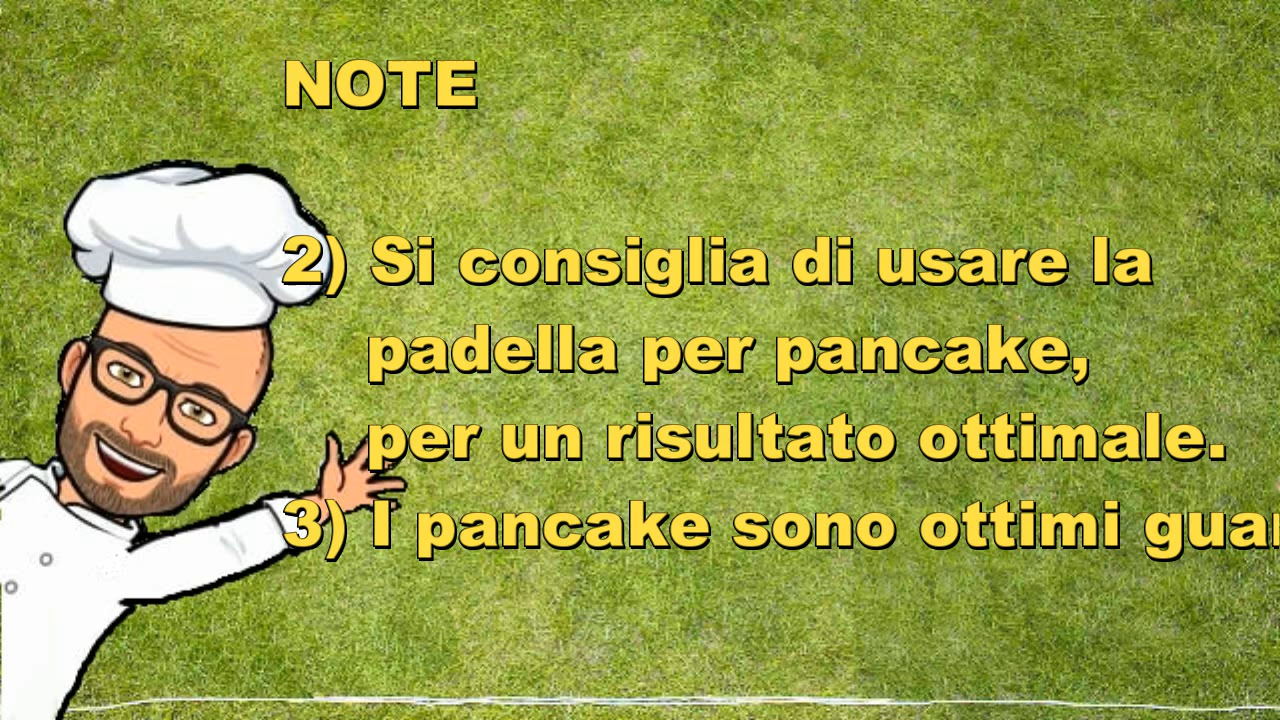 NOTE
2) Si consiglia di usare la
padella per pancake,
per un risultato ottimale.
3) I pancake sono ottimi